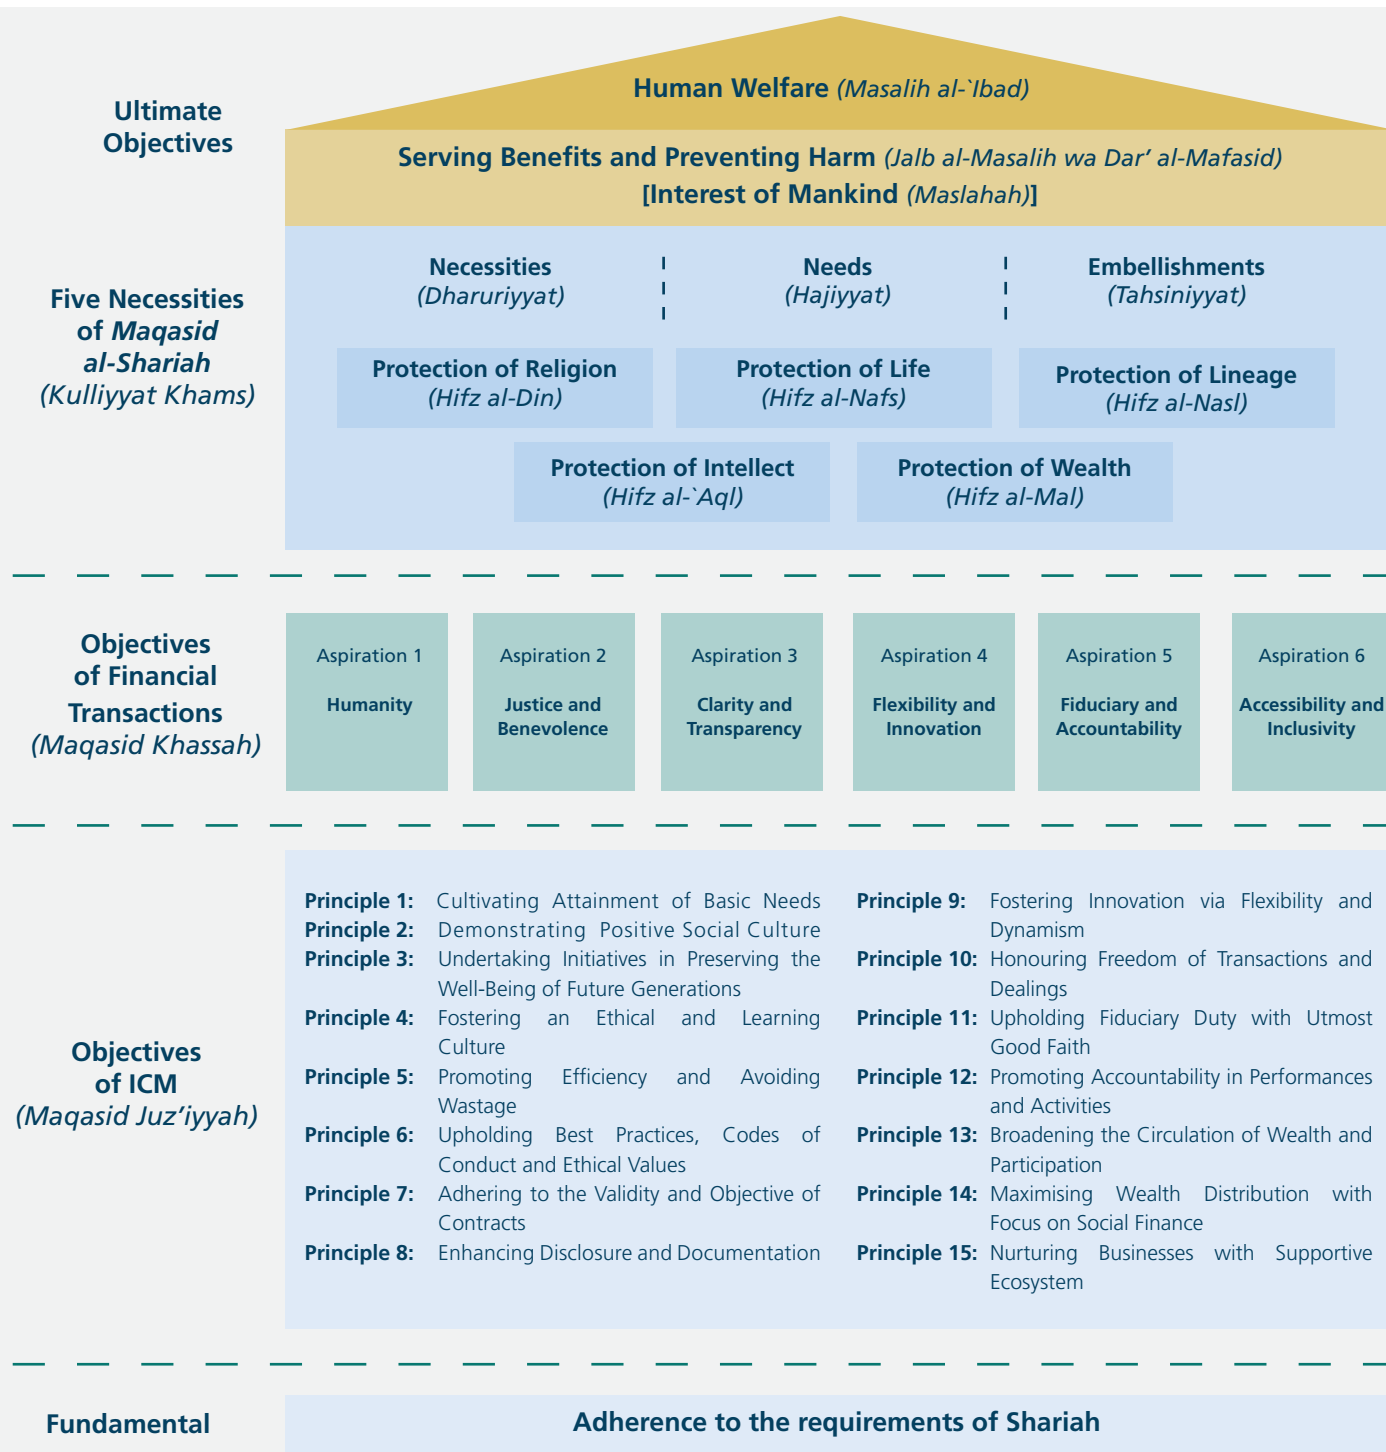 Ultimate
Objectives
Human Welfare (Masalih al-`Ibad)
Serving Benefits and Preventing Harm (Jalb al-Masalih wa Dar’ al-Mafasid)
[Interest of Mankind (Maslahah)]
Five Necessities
of Maqasid
al-Shariah
(Kulliyyat Khams)
Necessities
(Dharuriyyat)
Needs
(Hajiyyat)
Embellishments
(Tahsiniyyat)
Protection of Religion
(Hifz al-Din)
Protection of Life
(Hifz al-Nafs)
Protection of Lineage
(Hifz al-Nasl)
Protection of Intellect
(Hifz al-`Aql)
Protection of Wealth
(Hifz al-Mal)
Objectives
of Financial
Transactions
(Maqasid Khassah)
Aspiration 1
Humanity
Aspiration 2
Justice and
Benevolence
Aspiration 3
Clarity and
Transparency
Aspiration 4
Flexibility and
Innovation
Aspiration 5
Fiduciary and
Accountability
Aspiration 6
Accessibility and
Inclusivity
Objectives
of ICM
(Maqasid Juz’iyyah)
Principle 1: Cultivating Attainment of Basic Needs
Principle 2: Demonstrating Positive Social Culture
Principle 3: Undertaking Initiatives in Preserving the
Well-Being of Future Generations
Principle 4: Fostering an Ethical and Learning
Culture
Principle 5: Promoting Efficiency and Avoiding
Wastage
Principle 6: Upholding Best Practices, Codes of
Conduct and Ethical Values
Principle 7: Adhering to the Validity and Objective of
Contracts
Principle 8: Enhancing Disclosure and Documentation
Principle 9: Fostering Innovation via Flexibility and
Dynamism
Principle 10: Honouring Freedom of Transactions and
Dealings
Principle 11: Upholding Fiduciary Duty with Utmost
Good Faith
Principle 12: Promoting Accountability in Performances
and Activities
Principle 13: Broadening the Circulation of Wealth and
Participation
Principle 14: Maximising Wealth Distribution with
Focus on Social Finance
Principle 15: Nurturing Businesses with Supportive
Ecosystem
Fundamental
Adherence to the requirements of Shariah